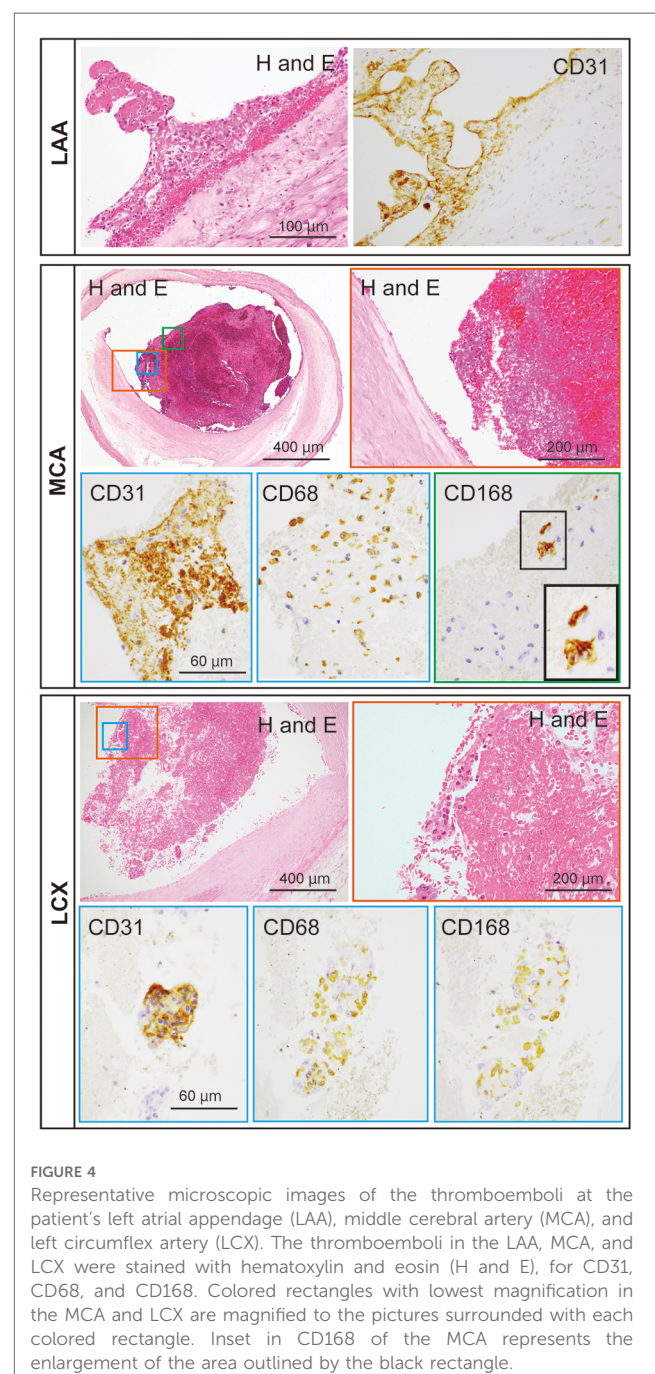 LAA
H and E
100 µm
CD31
MCA
H and E
400 µm
H and E
200 µm
CD31
60 µm
CD68
CD168
LCX
H and E
400 µm
H and E
200 µm
CD31
60 µm
CD68
CD168
FIGURE 4
Representative microscopic images of the thromboemboli at the
patient's left atrial appendage (LAA), middle cerebral artery (MCA), and
left circumflex artery (LCX). The thromboemboli in the LAA, MCA, and
LCX were stained with hematoxylin and eosin (H and E), for CD31,
CD68, and CD168. Colored rectangles with lowest magnification in
the MCA and LCX are magnified to the pictures surrounded with each
colored rectangle. Inset in CD168 of the MCA represents the
enlargement of the area outlined by the black rectangle.